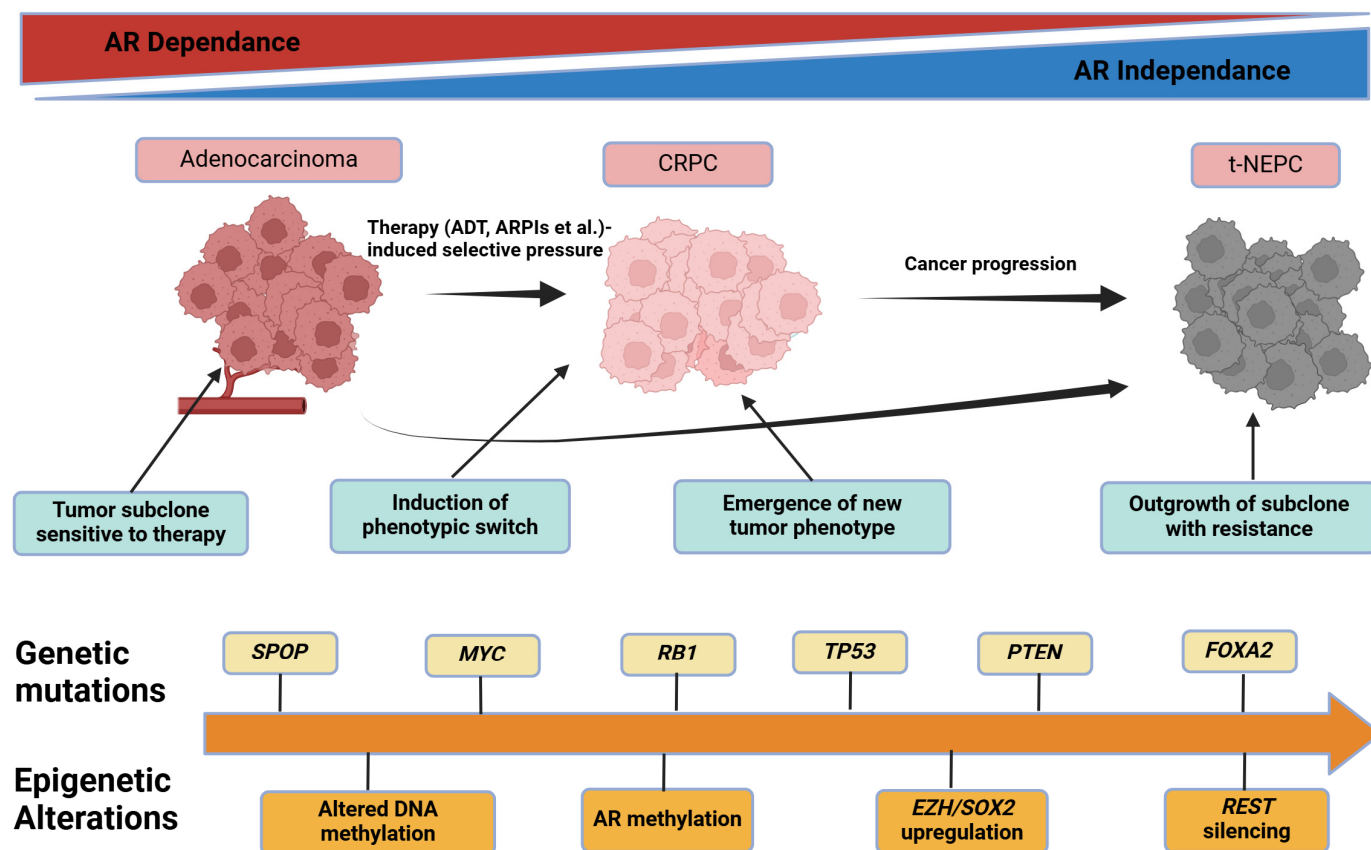 AR Dependance
AR Independance
Adenocarcinoma
CRPC
t-NEPC
Therapy (ADT, ARPIs et al.)-
induced selective pressure
Cancer progression
Tumor subclone
sensitive to therapy
Induction of
phenotypic switch
Emergence of new
tumor phenotype
Outgrowth of subclone
with resistance
Genetic
mutations
SPOP
MYC
RB1
TP53
PTEN
FOXA2
Epigenetic
Alterations
Altered DNA
methylation
AR methylation
EZH/SOX2
upregulation
REST
silencing